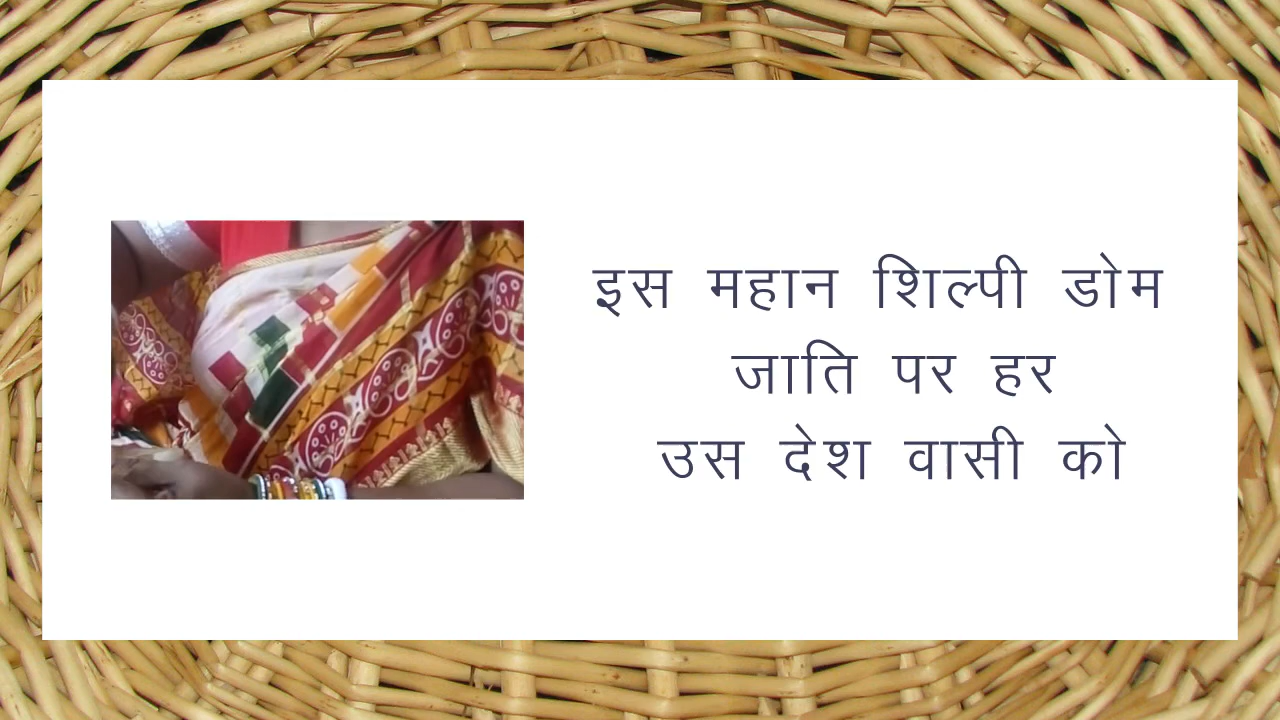 इस महान शिल्पी डोम
जाति पर हर
उस देश वासी को